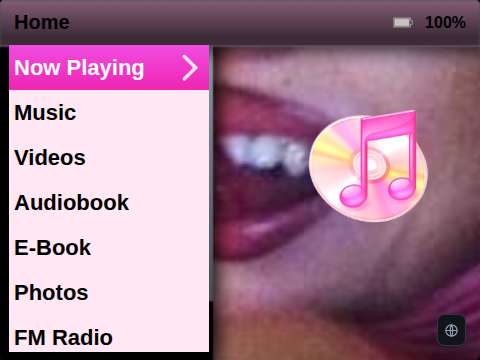 Home
100%
Now Playing
Music
Videos
Audiobook
E-Book
Photos
FM Radio